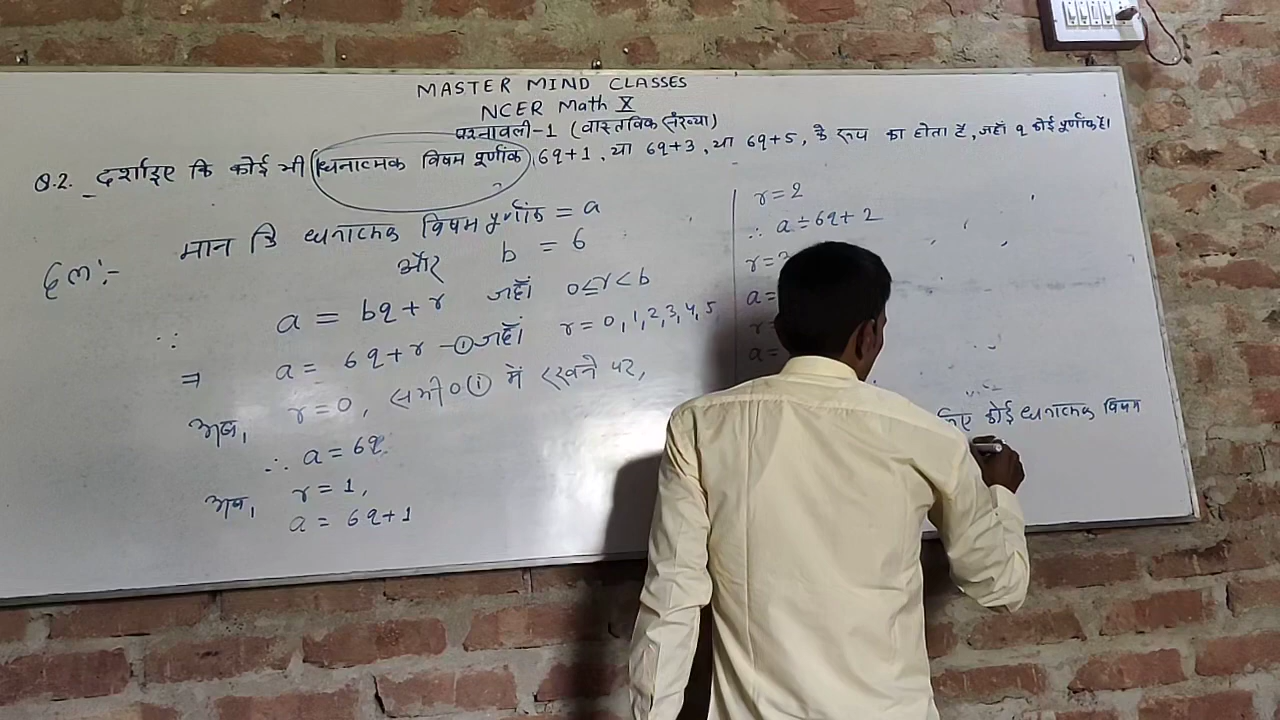 MASTER MIND CLASSES
NCER Math X
प्रश्नावली-1 (वास्तविक संख्या)
Q.2. दर्शाइए कि कोई भी धनात्मक विषम पूर्णांक 6q+1, या 6q+3, या 6q+5, के रूप का होता है, जहाँ q कोई पूर्णांक है।
हल:- मान कि धनात्मक विषम पूर्णांक = a
और b = 6
∴ a = bq + r जहाँ 0≤r<b
⇒ a = 6q+r —① जहाँ r = 0, 1, 2, 3, 4, 5
अब, r=0, समी० ① में रखने पर,
∴ a = 6q
अब, r = 1,
a = 6q+1
r = 2
∴ a = 6q+2
r =
a =
r
a =
कोई धनात्मक विषम